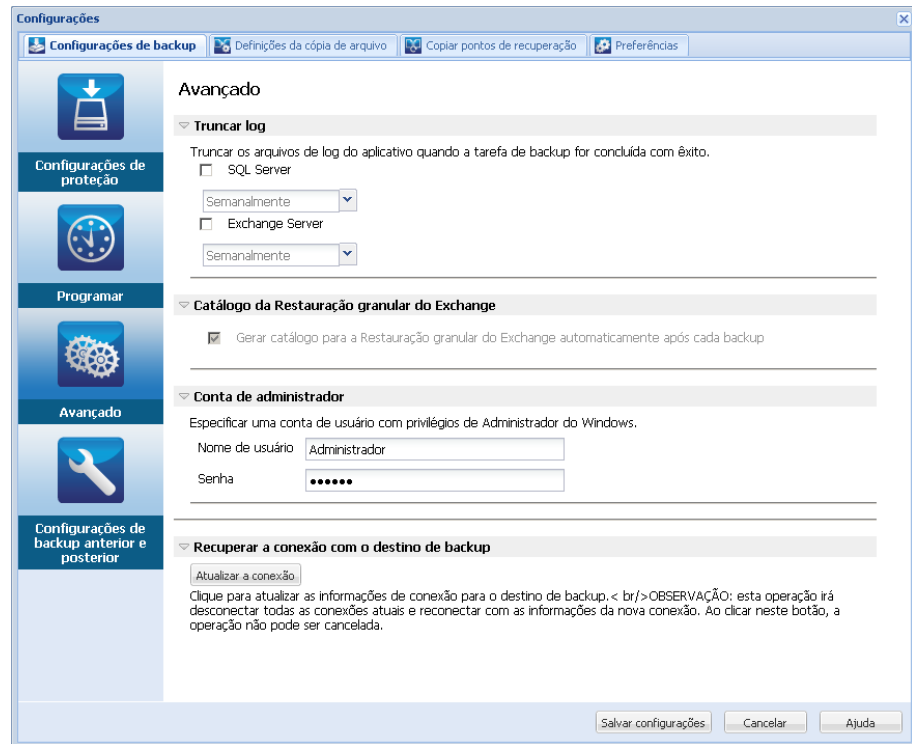 Configurações
Configurações de backup
Definições da cópia de arquivo
Copiar pontos de recuperação
Preferências
Configurações de
proteção
Programar
Avançado
Configurações de
backup anterior e
posterior
Avançado
Truncar log
Truncar os arquivos de log do aplicativo quando a tarefa de backup for concluída com êxito.
SQL Server
Semanalmente
Exchange Server
Semanalmente
Catálogo da Restauração granular do Exchange
Gerar catálogo para a Restauração granular do Exchange automaticamente após cada backup
Conta de administrador
Especificar uma conta de usuário com privilégios de Administrador do Windows.
Nome de usuário Administrador
Senha ●●●●●●
Recuperar a conexão com o destino de backup
Atualizar a conexão
Clique para atualizar as informações de conexão para o destino de backup.< br/>OBSERVAÇÃO: esta operação irá
desconectar todas as conexões atuais e reconectar com as informações da nova conexão. Ao clicar neste botão, a
operação não pode ser cancelada.
Salvar configurações
Cancelar
Ajuda